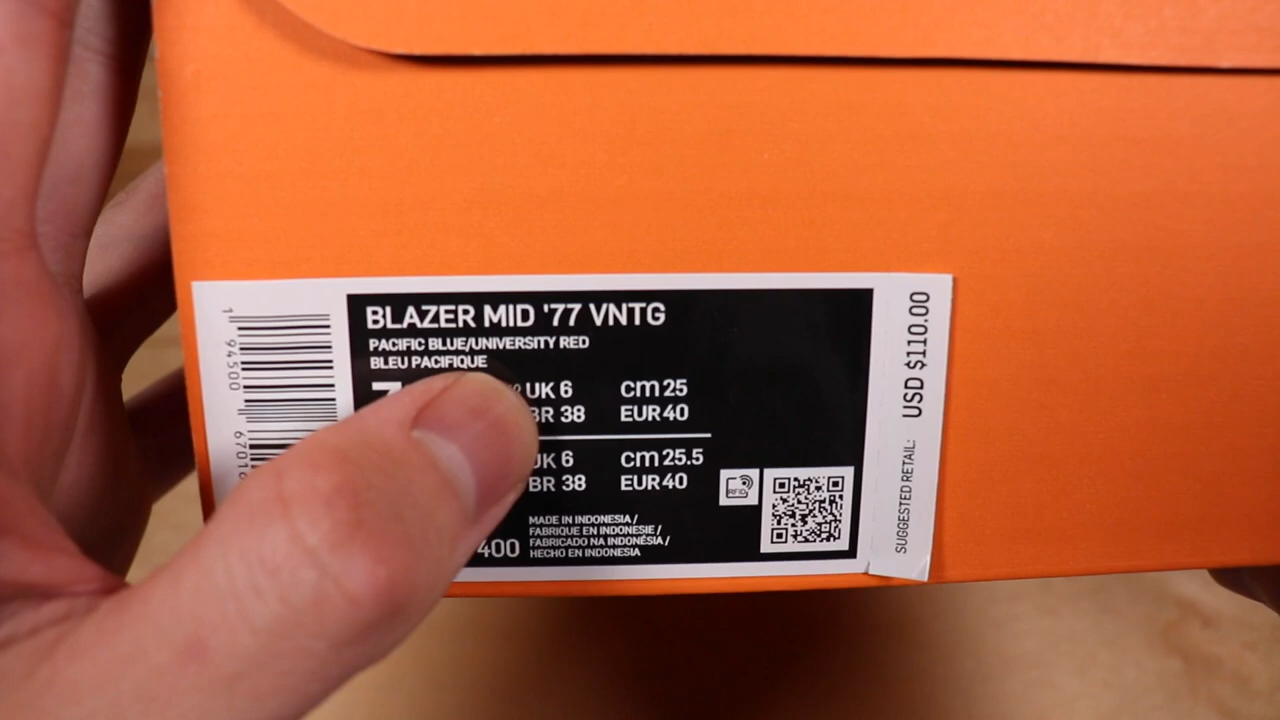 BLAZER MID '77 VNTG
PACIFIC BLUE/UNIVERSITY RED
BLEU PACIFIQUE
7 UK 6 cm 25
BR 38 EUR 40
UK 6 cm 25.5
BR 38 EUR 40
MADE IN INDONESIA /
FABRIQUE EN INDONESIE /
FABRICADO NA INDONÉSIA /
400 HECHO EN INDONESIA
RFID
1 94500
SUGGESTED RETAIL: USD $110.00